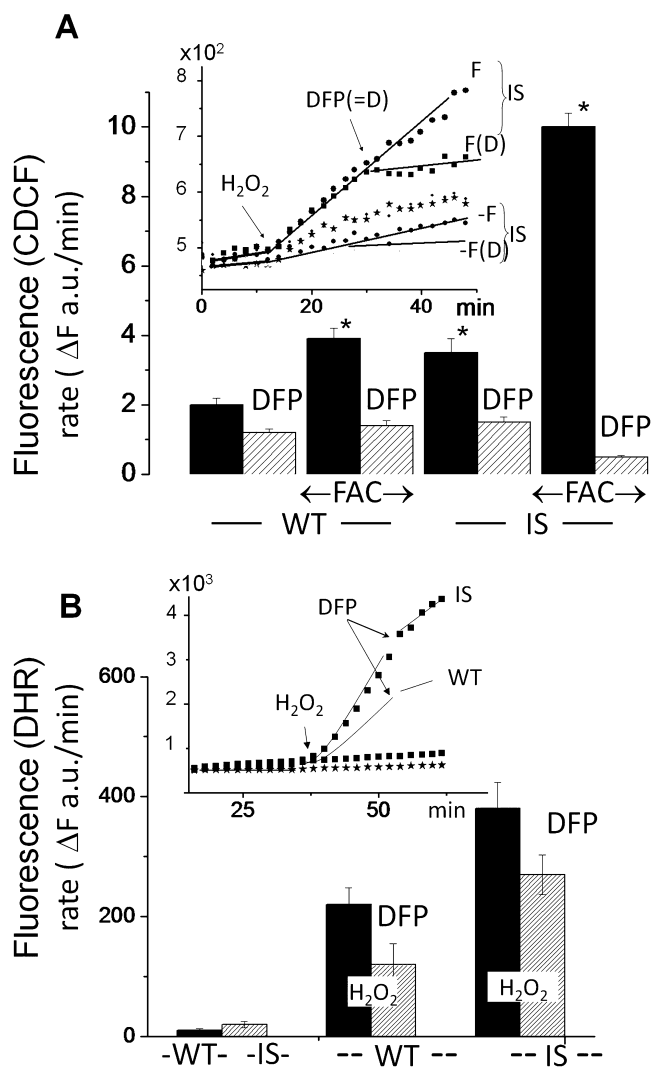 A
x10²
8
7
6
5
0
20
40
min
H₂O₂
DFP(=D)
F
IS
F(D)
-F
IS
-F(D)
Fluorescence (CDCF)
rate ( ΔF a.u./min)
10
8
6
4
2
0
*
*
*
DFP
DFP
DFP
DFP
←FAC→
←FAC→
— WT —
— IS —
B
x10³
4
3
2
1
25
50
min
DFP
H₂O₂
IS
WT
Fluorescence (DHR)
rate ( ΔF a.u./min)
600
400
200
0
DFP
DFP
H₂O₂
H₂O₂
-WT- -IS-
-- WT --
-- IS --